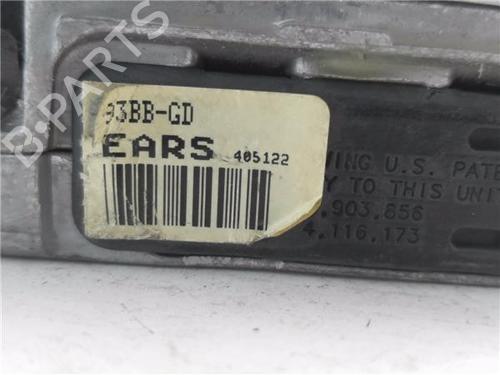 B-PARTS
93BB-GD
EARS 405122
WING U.S. PATE
Y TO THIS UNI
,903,856
4,116,173